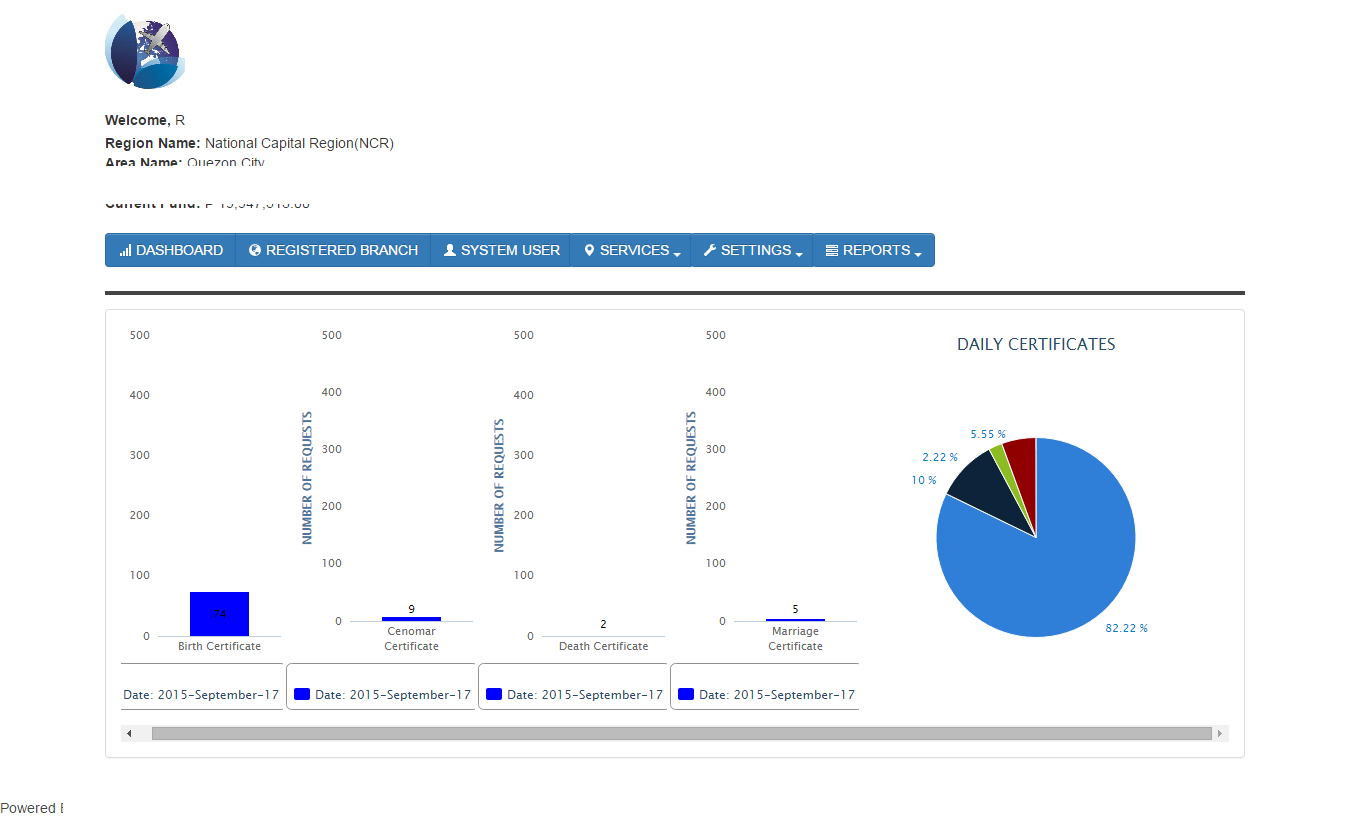 Welcome, R
Region Name: National Capital Region(NCR)
Area Name: Quezon City
Current Fund:
DASHBOARD REGISTERED BRANCH SYSTEM USER SERVICES SETTINGS REPORTS
500
400
300
200
100
0
74
Birth Certificate
Date: 2015-September-17
NUMBER OF REQUESTS
500
400
300
200
100
0
9
Cenomar
Certificate
Date: 2015-September-17
NUMBER OF REQUESTS
500
400
300
200
100
0
2
Death Certificate
Date: 2015-September-17
NUMBER OF REQUESTS
500
400
300
200
100
0
5
Marriage
Certificate
Date: 2015-September-17
DAILY CERTIFICATES
5.55 %
2.22 %
10 %
82.22 %
Powered